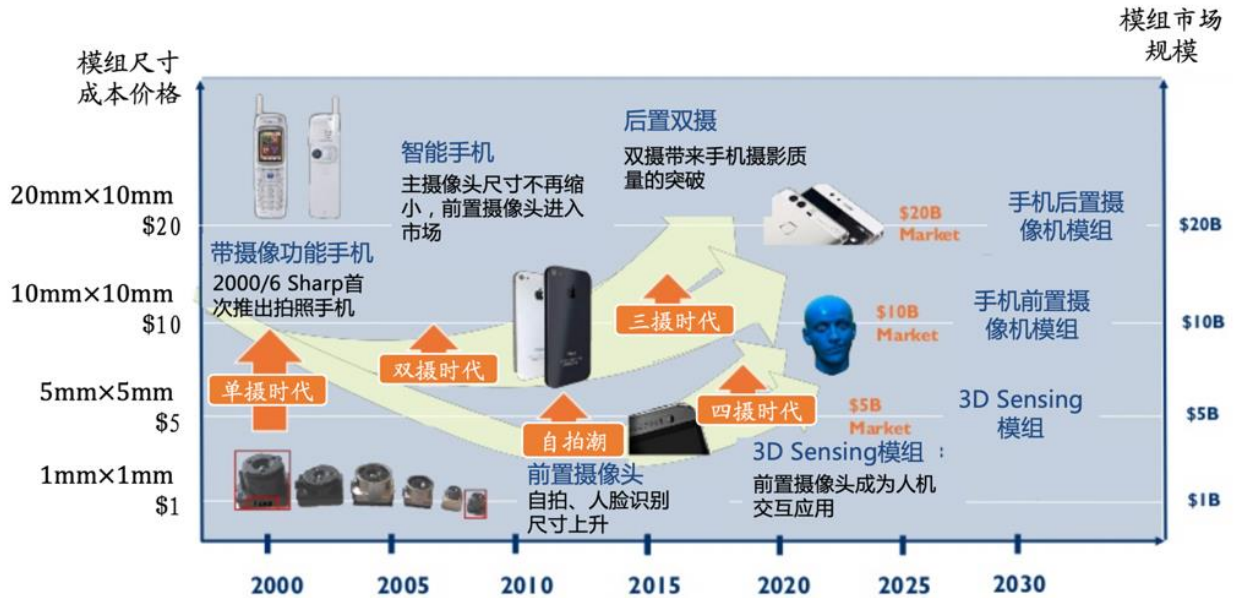 模组尺寸
成本价格
模组市场
规模
20mm×10mm
$20
10mm×10mm
$10
5mm×5mm
$5
1mm×1mm
$1
带摄像功能手机
2000/6 Sharp首
次推出拍照手机
智能手机
主摄像头尺寸不再缩
小，前置摄像头进入
市场
后置双摄
双摄带来手机摄影质
量的突破
单摄时代
双摄时代
自拍潮
三摄时代
四摄时代
前置摄像头
自拍、人脸识别
尺寸上升
3D Sensing模组：
前置摄像头成为人机
交互应用
$20B
Market
手机后置摄
像机模组
$10B
Market
手机前置摄
像机模组
$5B
Market
3D Sensing
模组
$20B
$10B
$5B
$1B
2000
2005
2010
2015
2020
2025
2030